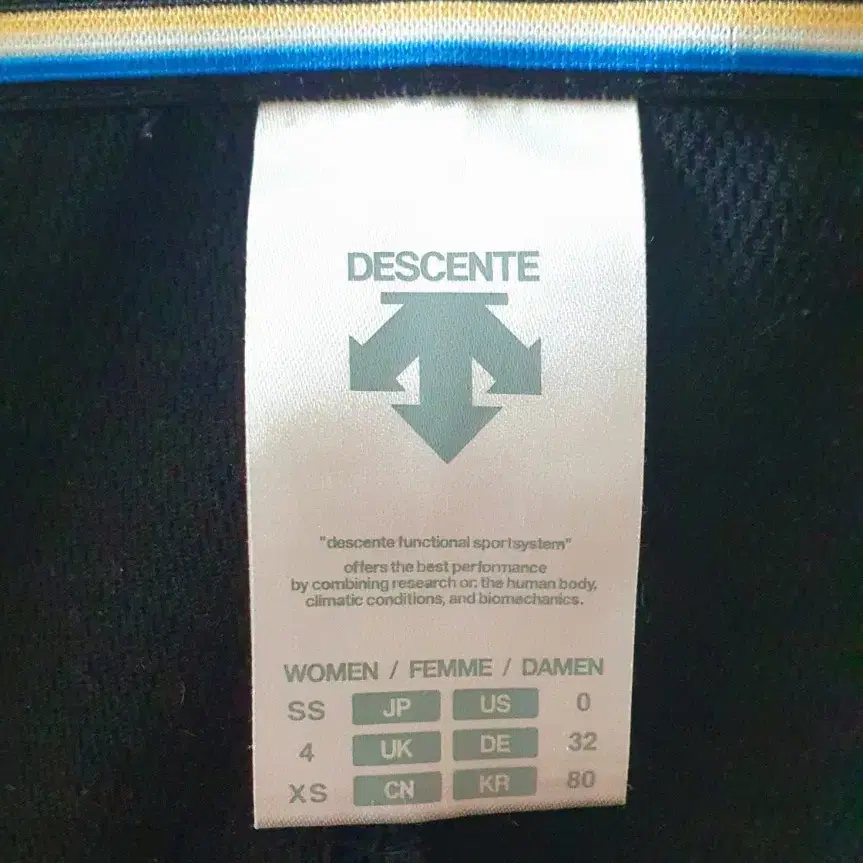 DESCENTE
"descente functional sportsystem"
offers the best performance
by combining research on the human body,
climatic conditions, and biomechanics.
WOMEN / FEMME / DAMEN
SS JP US 0
4 UK DE 32
XS CN KR 80